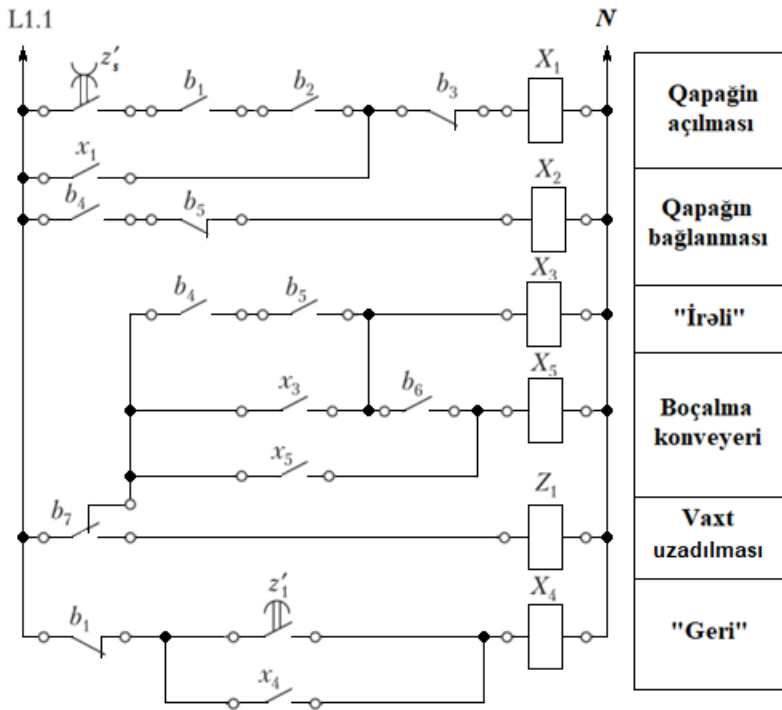 L1.1 N
z's b1 b2 b3 X1
Qapağin
açılması
x1
b4 b5 X2
Qapağın
bağlanması
b4 b5 X3
"İrəli"
x3 b6 X5
Boçalma
konveyeri
x5
b7 Z1
Vaxt
uzadılması
b1 z'1 X4
"Geri"
x4